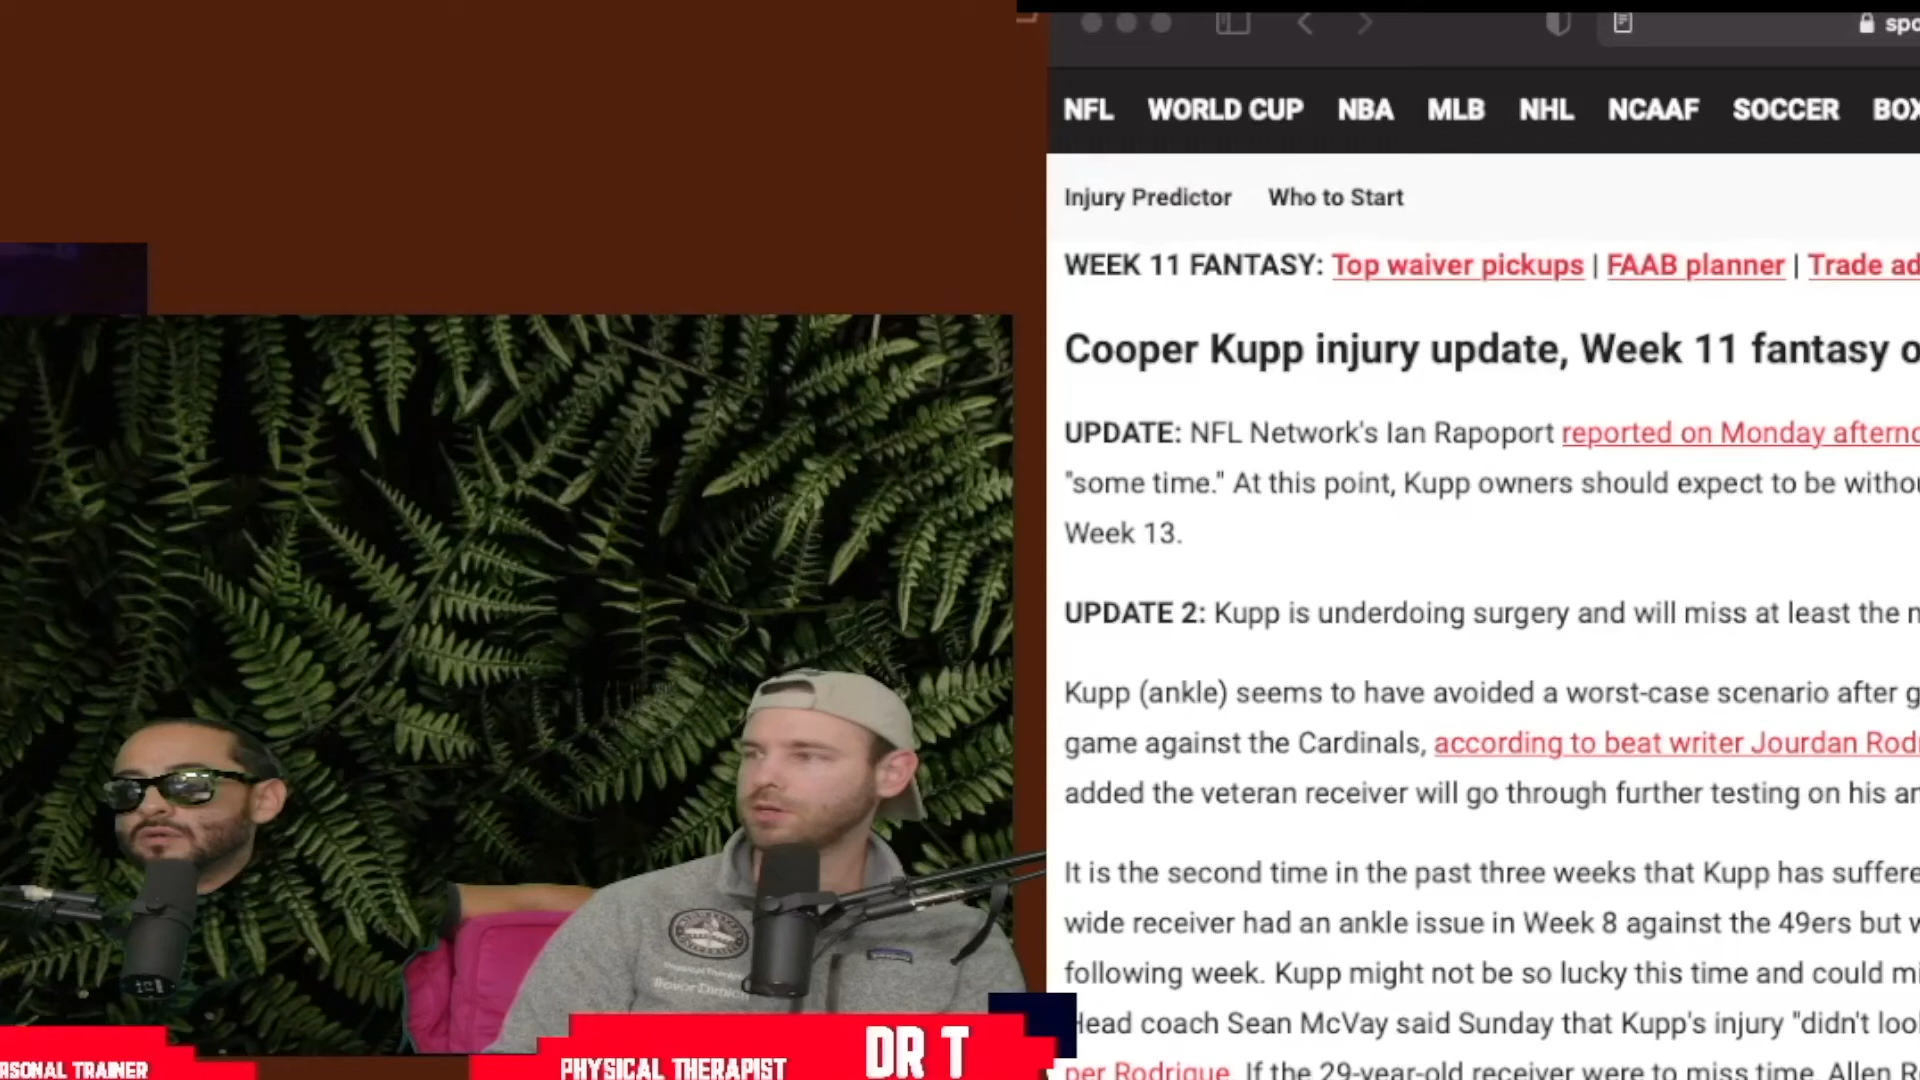 spo
NFL WORLD CUP NBA MLB NHL NCAAF SOCCER BOX
Injury Predictor Who to Start
WEEK 11 FANTASY: Top waiver pickups | FAAB planner | Trade ad
Cooper Kupp injury update, Week 11 fantasy o
UPDATE: NFL Network's Ian Rapoport reported on Monday afterno
"some time." At this point, Kupp owners should expect to be withou
Week 13.
UPDATE 2: Kupp is underdoing surgery and will miss at least the n
Kupp (ankle) seems to have avoided a worst-case scenario after g
game against the Cardinals, according to beat writer Jourdan Rodr
added the veteran receiver will go through further testing on his an
It is the second time in the past three weeks that Kupp has suffere
wide receiver had an ankle issue in Week 8 against the 49ers but w
following week. Kupp might not be so lucky this time and could mi
Head coach Sean McVay said Sunday that Kupp's injury "didn't loo
per Rodrigue. If the 29-year-old receiver were to miss time, Allen R
Physical Therapy
RSONAL TRAINER
PHYSICAL THERAPIST
DR T